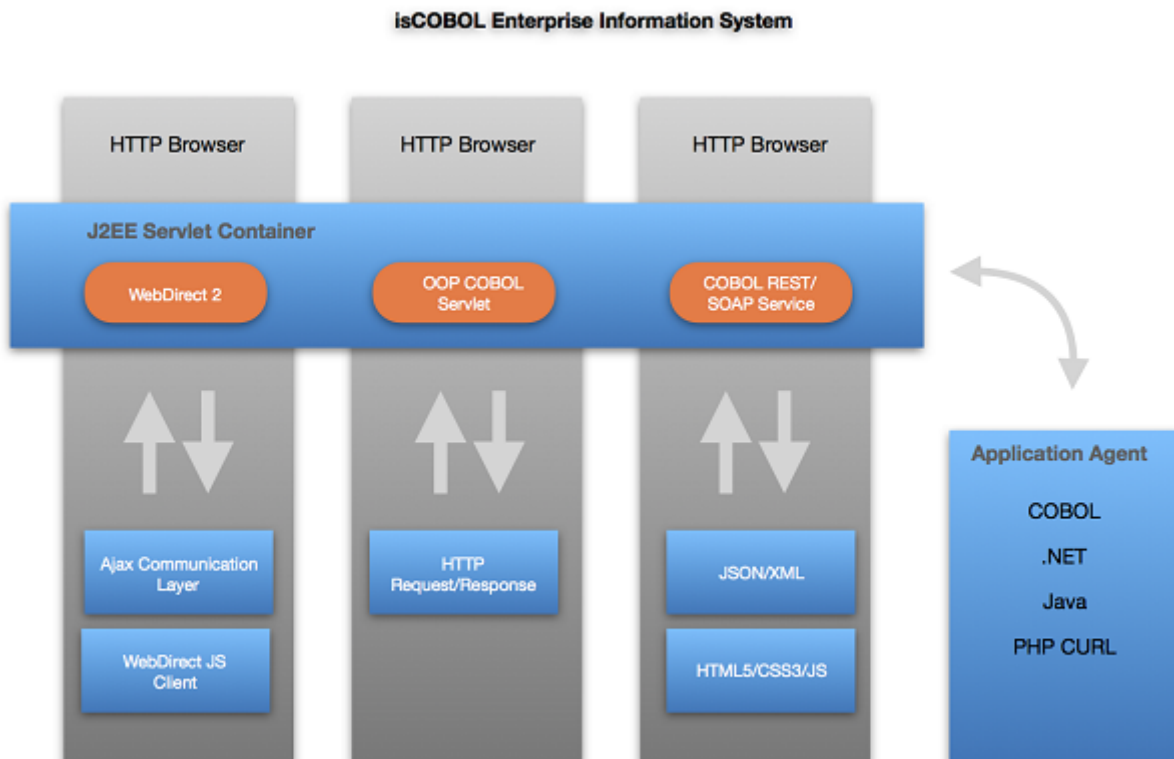 isCOBOL Enterprise Information System
HTTP Browser
HTTP Browser
HTTP Browser
J2EE Servlet Container
WebDirect 2
OOP COBOL
Servlet
COBOL REST/
SOAP Service
Ajax Communication
Layer
HTTP
Request/Response
JSON/XML
WebDirect JS
Client
HTML5/CSS3/JS
Application Agent
COBOL
.NET
Java
PHP CURL